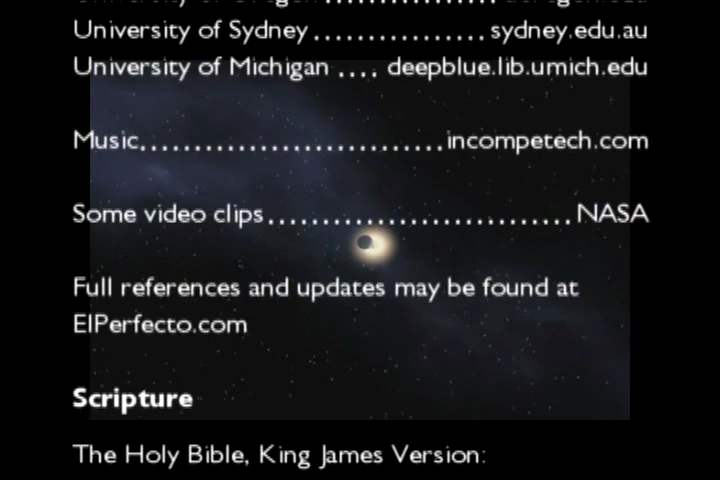 University of Sydney................sydney.edu.au
University of Michigan .... deepblue.lib.umich.edu
Music............................incompetech.com
Some video clips............................NASA
Full references and updates may be found at
ElPerfecto.com
Scripture
The Holy Bible, King James Version: